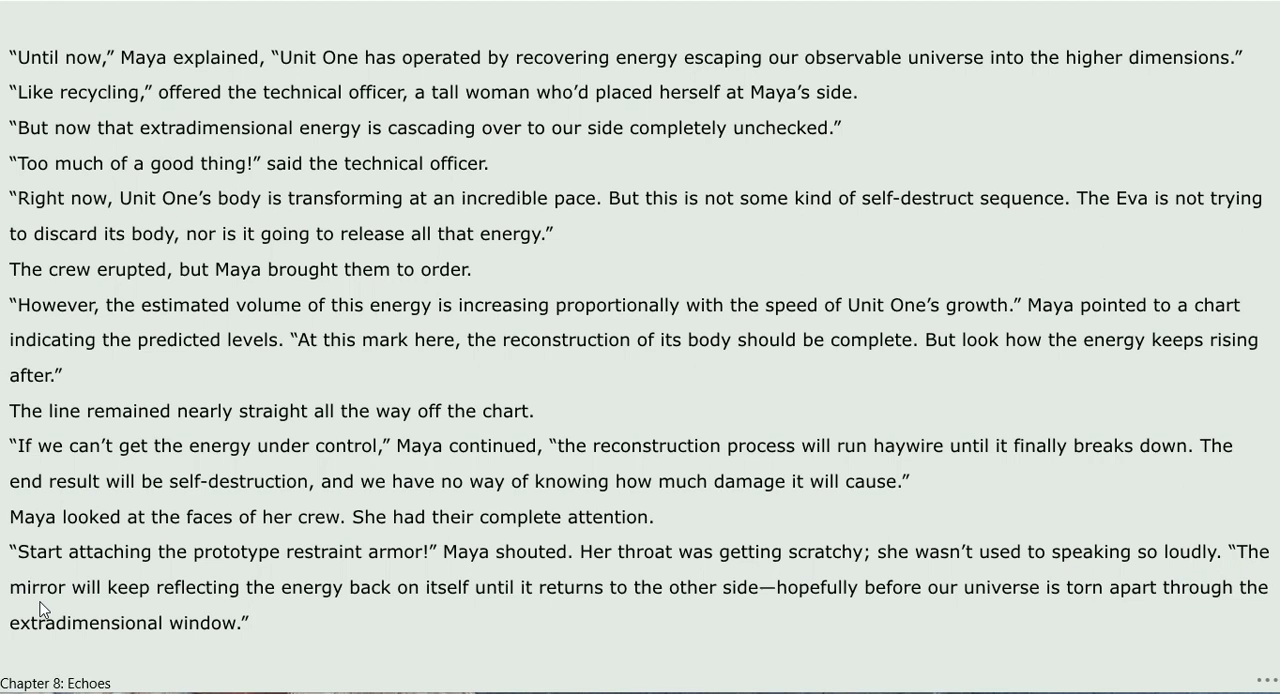 “Until now,” Maya explained, “Unit One has operated by recovering energy escaping our observable universe into the higher dimensions.”
“Like recycling,” offered the technical officer, a tall woman who’d placed herself at Maya’s side.
“But now that extradimensional energy is cascading over to our side completely unchecked.”
“Too much of a good thing!” said the technical officer.
“Right now, Unit One’s body is transforming at an incredible pace. But this is not some kind of self-destruct sequence. The Eva is not trying
to discard its body, nor is it going to release all that energy.”
The crew erupted, but Maya brought them to order.
“However, the estimated volume of this energy is increasing proportionally with the speed of Unit One’s growth.” Maya pointed to a chart
indicating the predicted levels. “At this mark here, the reconstruction of its body should be complete. But look how the energy keeps rising
after.”
The line remained nearly straight all the way off the chart.
“If we can’t get the energy under control,” Maya continued, “the reconstruction process will run haywire until it finally breaks down. The
end result will be self-destruction, and we have no way of knowing how much damage it will cause.”
Maya looked at the faces of her crew. She had their complete attention.
“Start attaching the prototype restraint armor!” Maya shouted. Her throat was getting scratchy; she wasn’t used to speaking so loudly. “The
mirror will keep reflecting the energy back on itself until it returns to the other side—hopefully before our universe is torn apart through the
extradimensional window.”
Chapter 8: Echoes